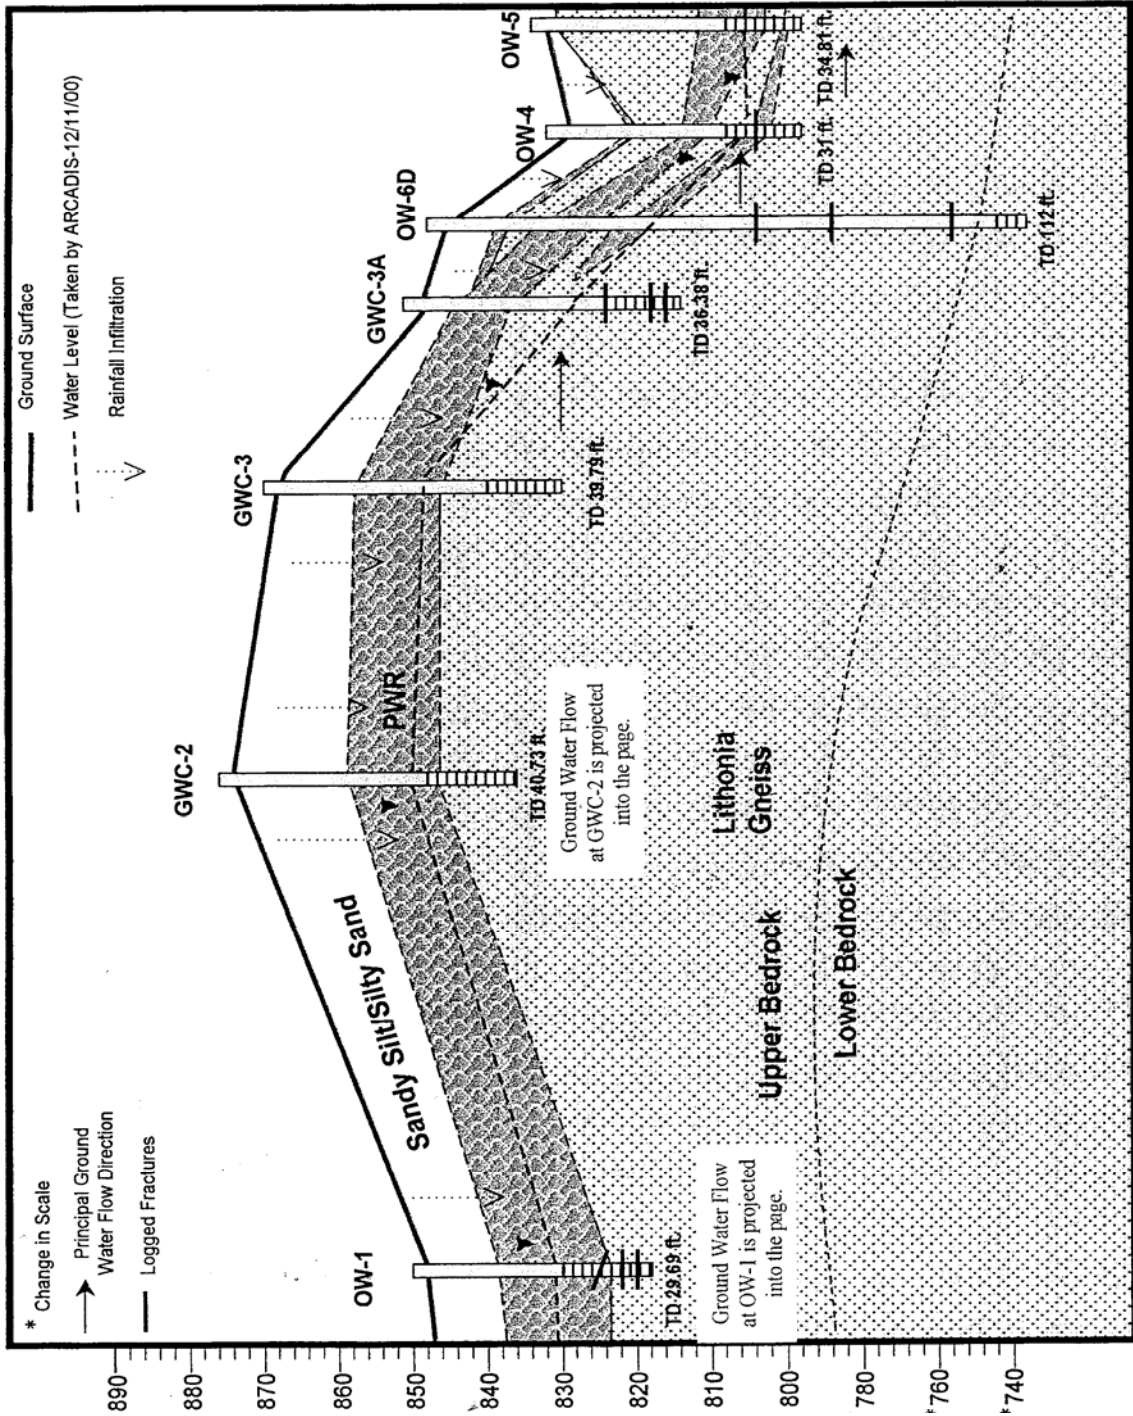 * Change in Scale
Principal Ground
Water Flow Direction
Logged Fractures
Ground Surface
Water Level (Taken by ARCADIS-12/11/00)
Rainfall Infiltration
OW-1
GWC-2
GWC-3
GWC-3A
OW-6D
OW-4
OW-5
Sandy Silt/Silty Sand
PWR
TD 29.69 ft.
TD 40.73 ft.
TD 39.79 ft.
TD 36.38 ft.
TD 112 ft.
TD 31 ft.
TD 34.81 ft.
Ground Water Flow
at OW-1 is projected
into the page.
Ground Water Flow
at GWC-2 is projected
into the page.
Lithonia
Gneiss
Upper Bedrock
Lower Bedrock
890
880
870
860
850
840
830
820
810
800
780
*760
*740